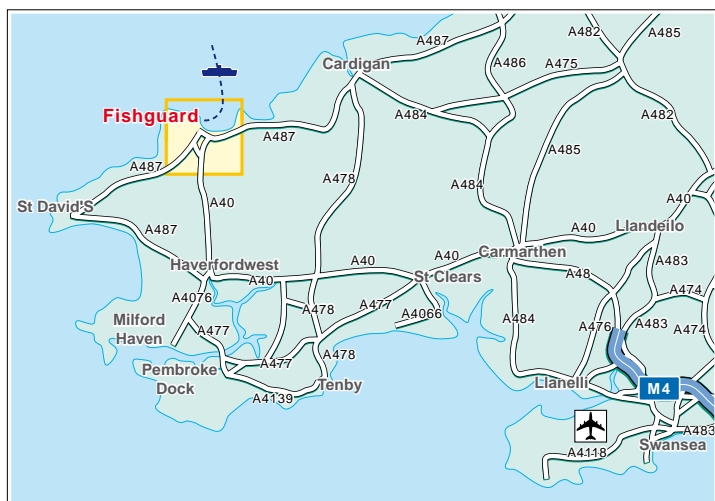 A487
A482
A485
Cardigan
A486
A475
Fishguard
A487
A484
A482
A485
A487
A478
A484
A40
St David'S
A487
A40
A40
Llandeilo
Haverfordwest
A40
A40
A40
Carmarthen
St Clears
A48
A483
A4076
A477
A4066
A474
Milford
Haven
A477
A478
A484
A476
A483
A474
Pembroke
Dock
A477
A478
Tenby
Llanelli
M4
A4139
A483
Swansea
A4118